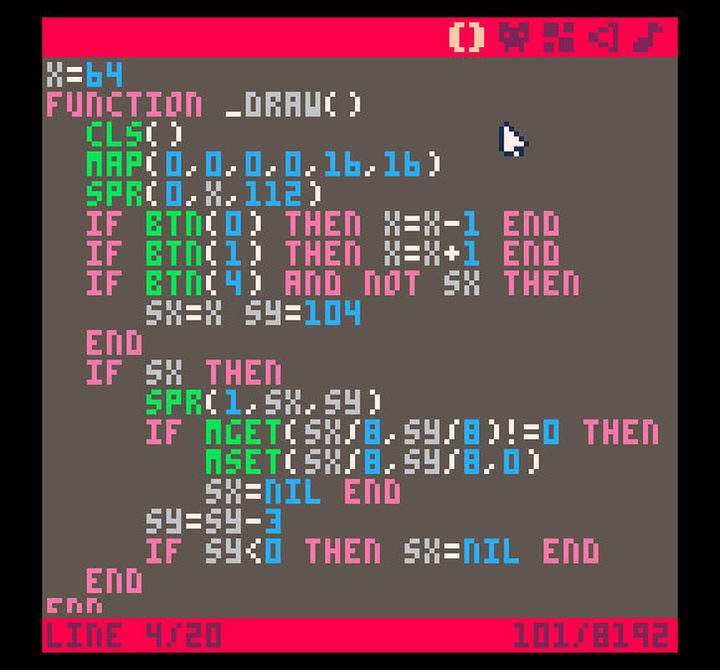 X=64
FUNCTION _DRAW()
CLS()
MAP(0,0,0,0,16,16)
SPR(0,X,112)
IF BTN(0) THEN X=X-1 END
IF BTN(1) THEN X=X+1 END
IF BTN(4) AND NOT SX THEN
SX=X SY=104
END
IF SX THEN
SPR(1,SX,SY)
IF MGET(SX/8,SY/8)!=0 THEN
MSET(SX/8,SY/8,0)
SX=NIL END
SY=SY-3
IF SY<0 THEN SX=NIL END
END
END
LINE 4/20 101/8192